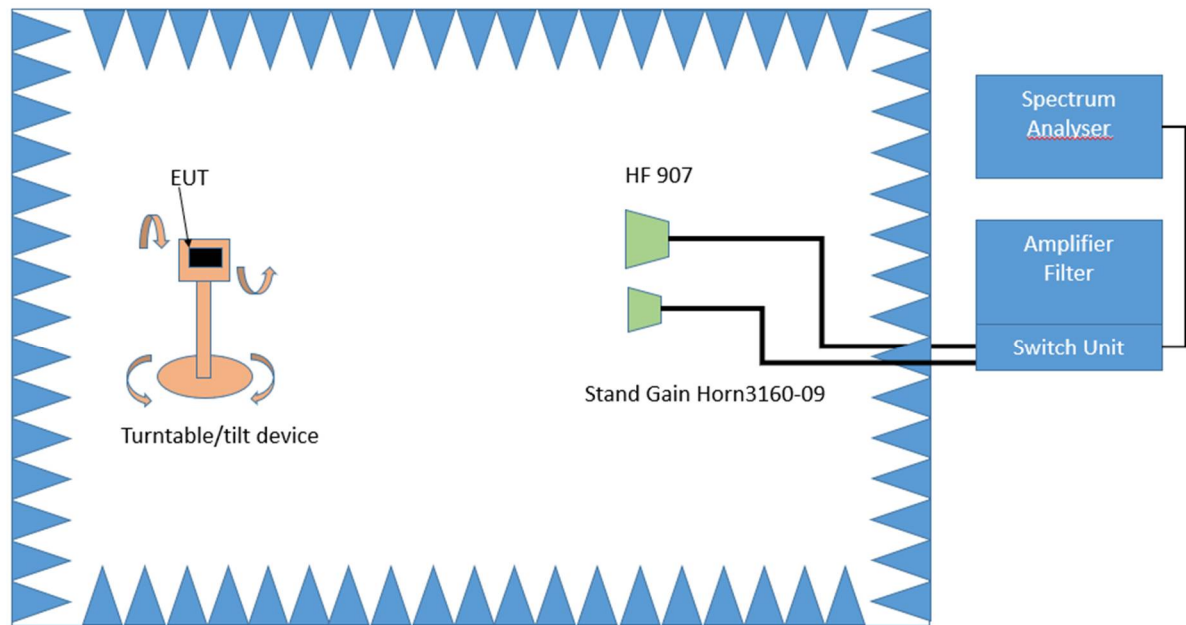 Spectrum
Analyser
EUT
HF 907
Amplifier
Filter
Switch Unit
Stand Gain Horn3160-09
Turntable/tilt device